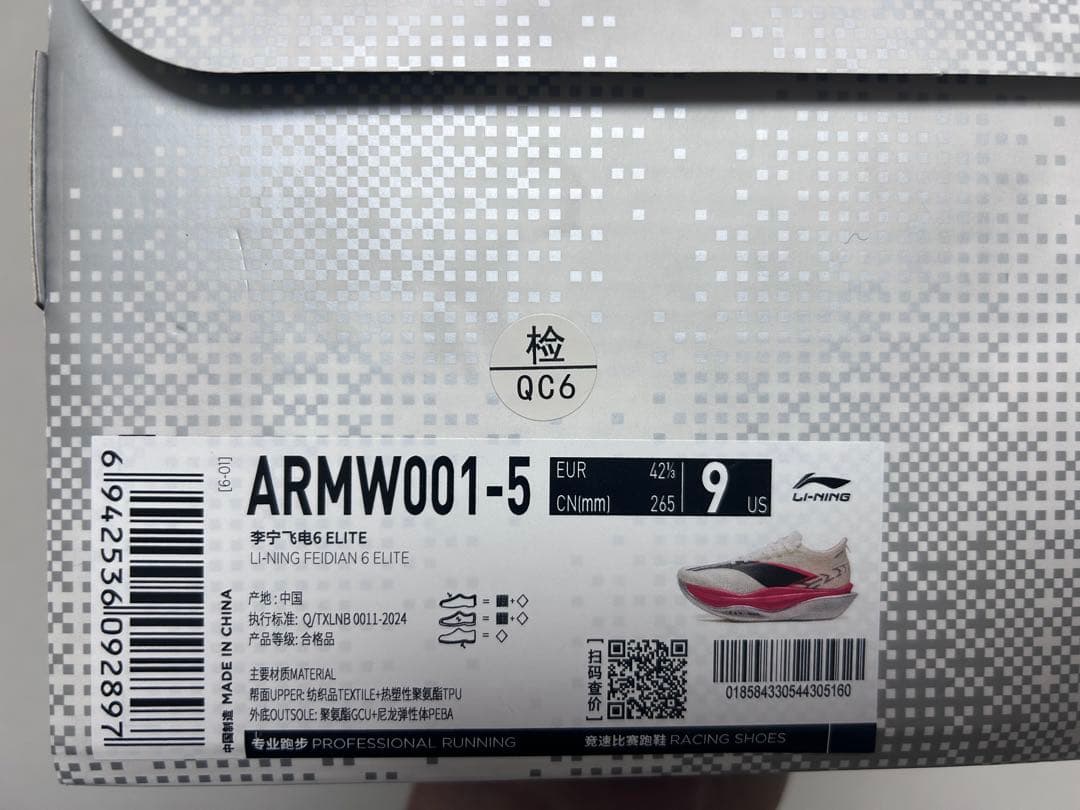 检
QC6
6 942536 092897
[6-01]
中国制造 MADE IN CHINA
ARMW001-5
EUR 42⅓
CN(mm) 265
9 US
LI-NING
李宁飞电6 ELITE
LI-NING FEIDIAN 6 ELITE
产地: 中国
执行标准: Q/TXLNB 0011-2024
产品等级: 合格品
主要材质MATERIAL
帮面UPPER: 纺织品TEXTILE+热塑性聚氨酯TPU
外底OUTSOLE: 聚氨酯GCU+尼龙弹性体PEBA
[扫码查价]
018584330544305160
专业跑步 PROFESSIONAL RUNNING
竞速比赛跑鞋 RACING SHOES